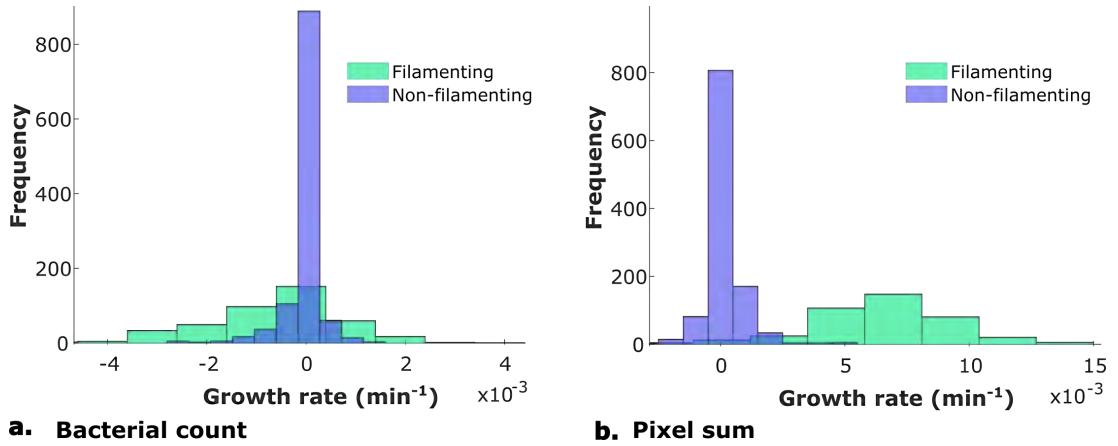 800
600
400
200
0
Frequency
-4
-2
0
2
4
×10⁻³
Growth rate (min⁻¹)
Filamenting
Non-filamenting
a. Bacterial count
800
600
400
200
0
Frequency
0
5
10
15
×10⁻³
Growth rate (min⁻¹)
Filamenting
Non-filamenting
b. Pixel sum